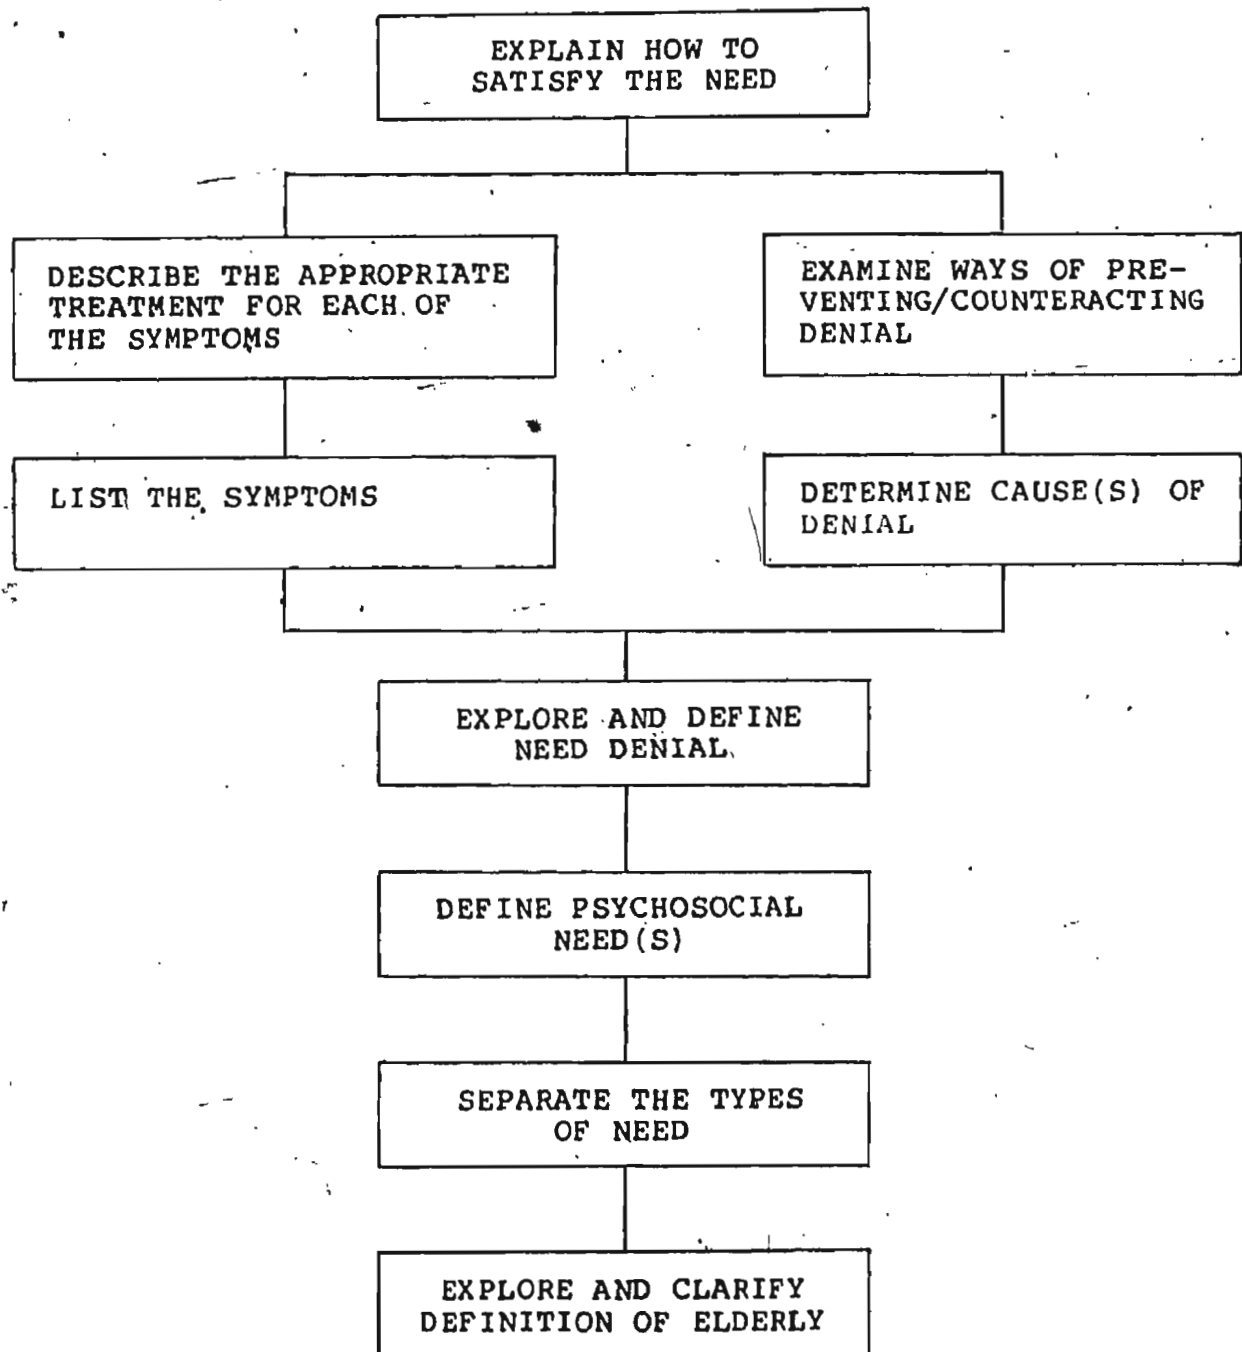 EXPLAIN HOW TO
SATISFY THE NEED
DESCRIBE THE APPROPRIATE
TREATMENT FOR EACH OF
THE SYMPTOMS
EXAMINE WAYS OF PRE-
VENTING/COUNTERACTING
DENIAL
LIST THE SYMPTOMS
DETERMINE CAUSE(S) OF
DENIAL
EXPLORE AND DEFINE
NEED DENIAL
DEFINE PSYCHOSOCIAL
NEED(S)
SEPARATE THE TYPES
OF NEED
EXPLORE AND CLARIFY
DEFINITION OF ELDERLY